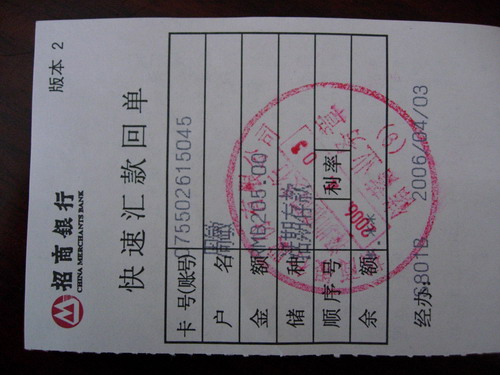 招商银行
CHINA MERCHANTS BANK
版本 2
快速汇款回单
卡号(账号) 775502615045
户名
金额 RMB205.00
储种 活期存款
顺序号 利率
余额 *.**
经办: C801B 2006/04/03